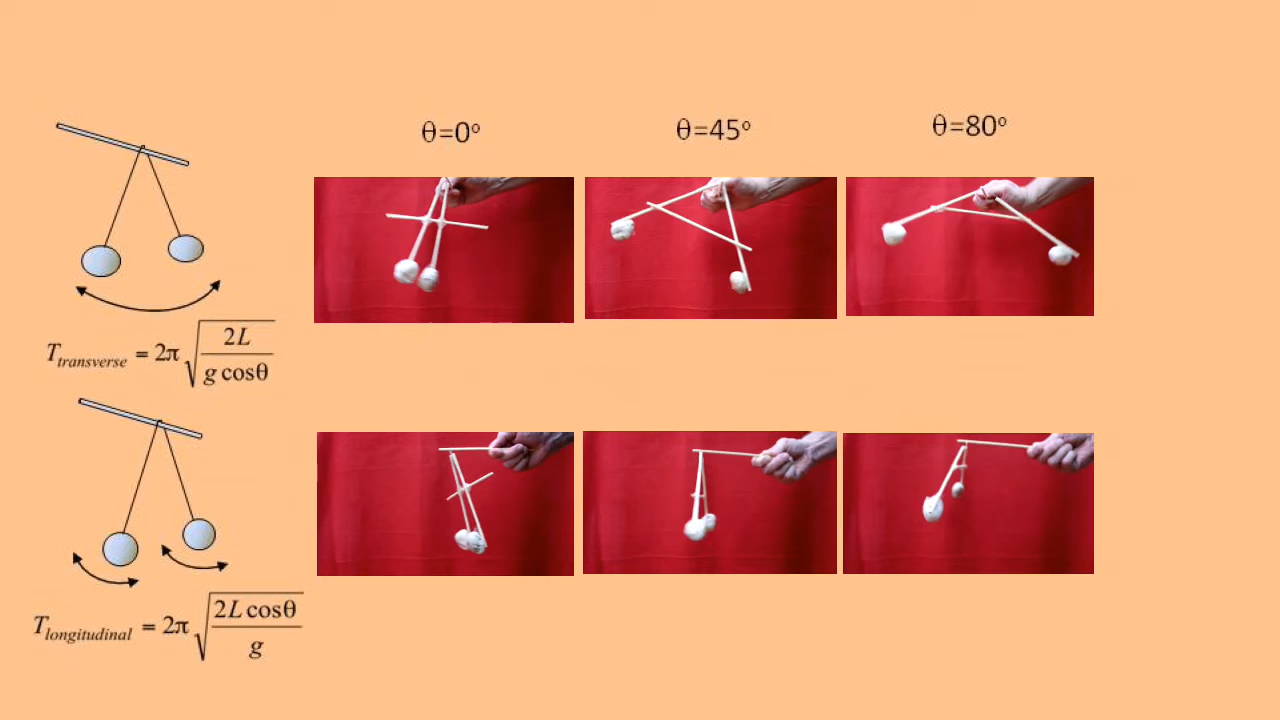 θ=0°
θ=45°
θ=80°
T_transverse = 2π √(2L / g cosθ)
T_longitudinal = 2π √(2L cosθ / g)